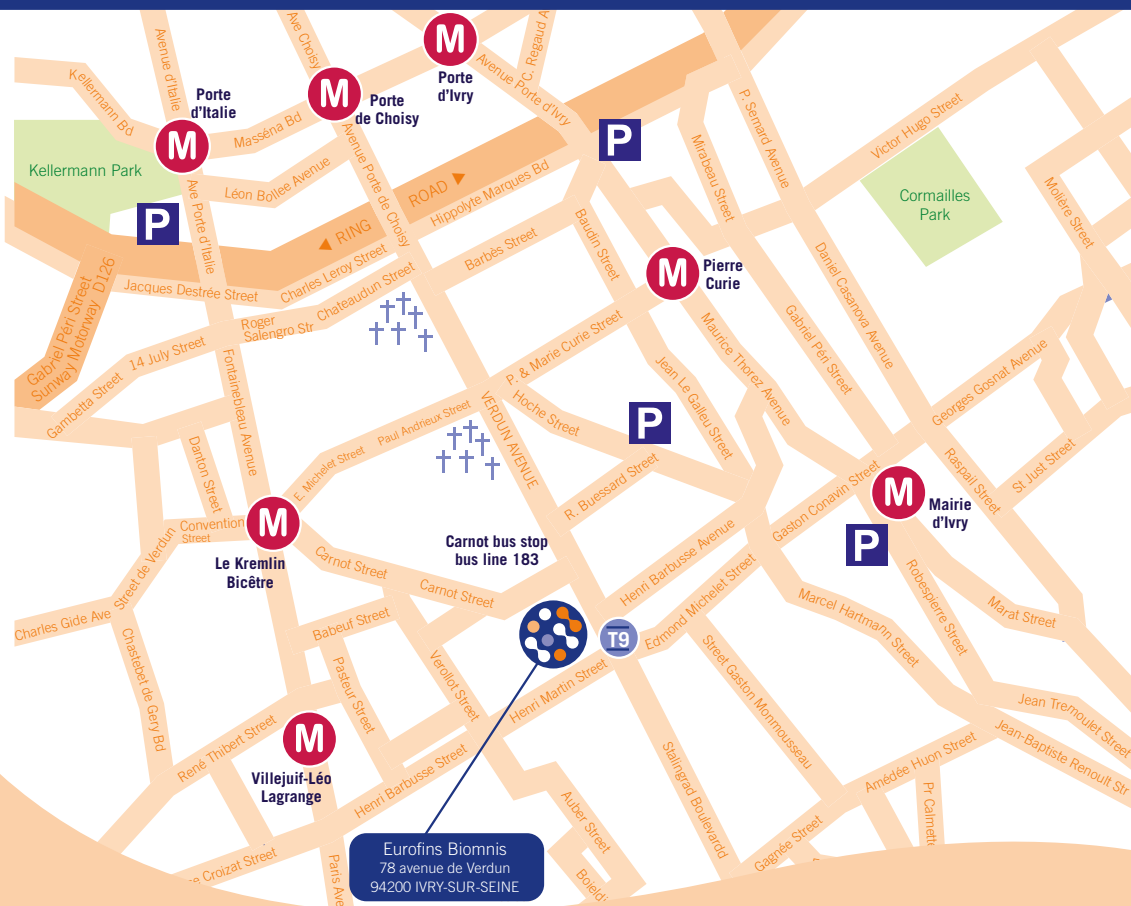 Avenue d'Italie
Ave Choisy
M
C. Regaud A
Kellermann Bd
M
Porte
d'Ivry
Avenue Porte d'Ivry
Porte
d'Italie
Porte
de Choisy
M
Masséna Bd
P
P. Semard Avenue
Victor Hugo Street
Kellermann Park
Léon Bollee Avenue
Avenue Porte de Choisy
ROAD
Hippolyte Marques Bd
Mirabeau Street
Cormailles
Park
Molière Street
P
Ave Porte d'Italie
RING
Baudin Street
Barbès Street
M
Pierre
Curie
Daniel Casanova Avenue
Jacques Destrée Street
Charles Leroy Street
Chateaudun Street
Gabriel Péri Street
Sunway Motorway D126
Roger
Salengro Str
14 July Street
P. & Marie Curie Street
Maurice Thorez Avenue
Gabriel Péri Street
Georges Gosnat Avenue
Gambetta Street
Fontainebleau Avenue
Jean Le Galleu Street
Paul Andrieux Street
VERDUN AVENUE
Hoche Street
P
Danton Street
E. Michelet Street
R. Buessard Street
Gaston Conavin Street
Raspail Street
St Just Street
M
Mairie
d'Ivry
M
Convention
Street
Le Kremlin
Bicêtre
Carnot bus stop
bus line 183
P
Carnot Street
Carnot Street
Henri Barbusse Avenue
Edmond Michelet Street
Street de Verdun
Charles Gide Ave
Robespierre Street
Marcel Hartmann Street
Marat Street
Babeuf Street
T9
Chastebet de Gery Bd
Pasteur Street
Verollot Street
Henri Martin Street
Street Gaston Monmousseau
Jean Tremoulet Street
Jean-Baptiste Renoult Str
René Thibert Street
M
Villejuif-Léo
Lagrange
Henri Barbusse Street
Stalingrad Boulevardd
Amédée Huon Street
Pr Calmette
Auber Street
Gagnée Street
Eurofins Biomnis
78 avenue de Verdun
94200 IVRY-SUR-SEINE
e Croizat Street
Paris Ave
Boieldi